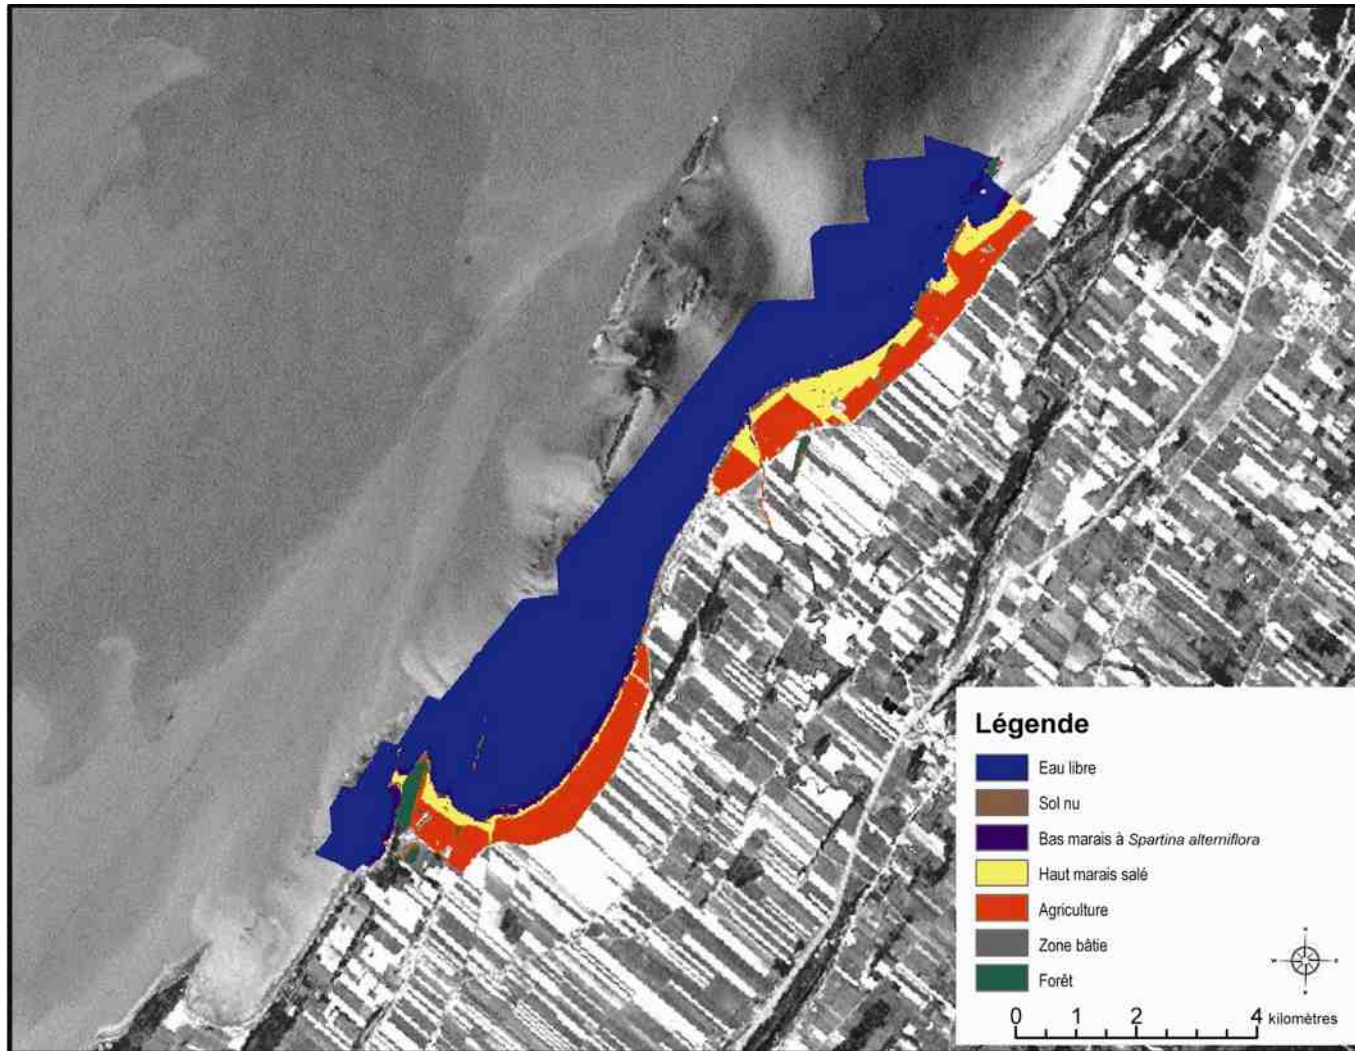 Légende
Eau libre
Sol nu
Bas marais à Spartina alterniflora
Haut marais salé
Agriculture
Zone bâtie
Forêt
0 1 2 4 kilomètres